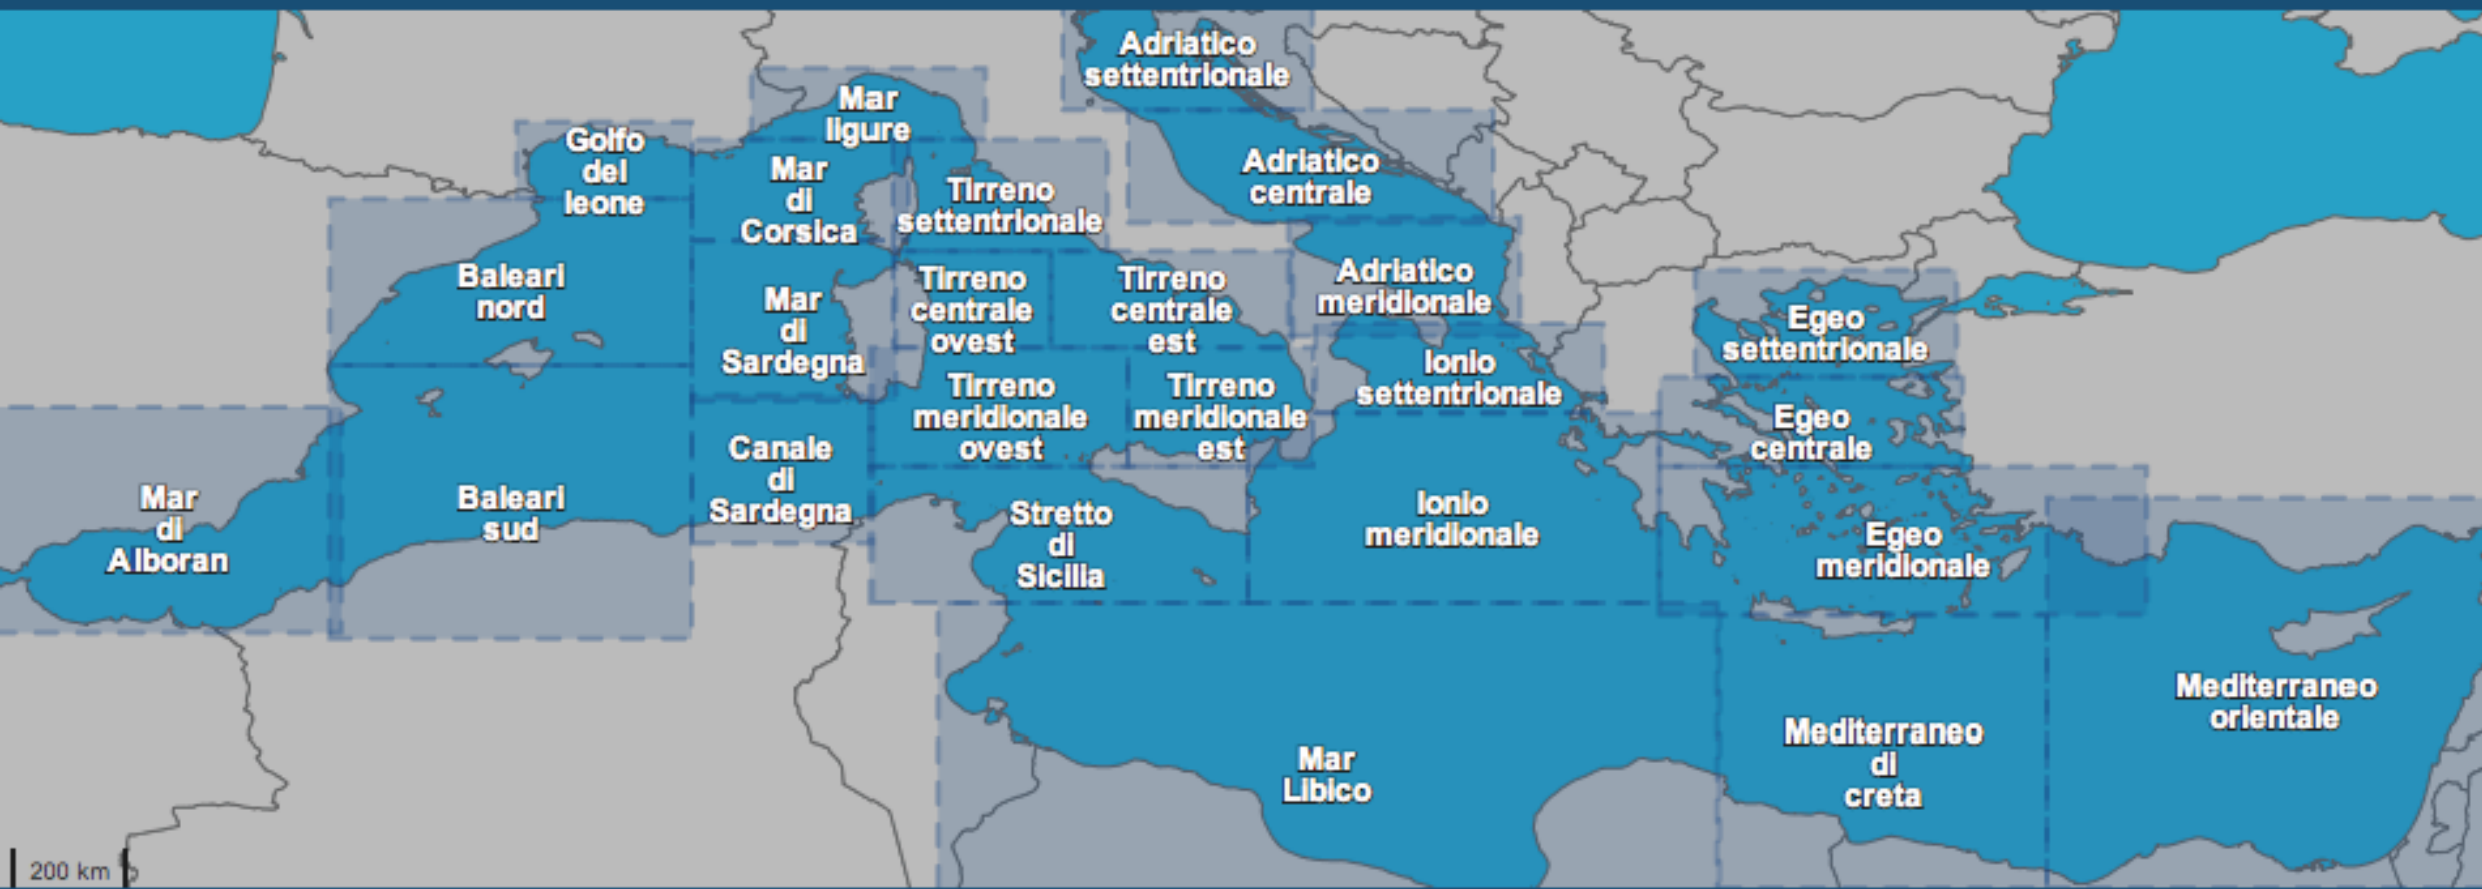 Adriatico
settentrionale
Mar
ligure
Golfo
del
leone
Mar
di
Corsica
Tirreno
settentrionale
Adriatico
centrale
Baleari
nord
Mar
di
Sardegna
Tirreno
centrale
ovest
Tirreno
centrale
est
Adriatico
meridionale
Egeo
settentrionale
Ionio
settentrionale
Tirreno
meridionale
ovest
Tirreno
meridionale
est
Egeo
centrale
Mar
di
Alboran
Baleari
sud
Canale
di
Sardegna
Stretto
di
Sicilia
Ionio
meridionale
Egeo
meridionale
Mediterraneo
orientale
Mar
Libico
Mediterraneo
di
creta
200 km